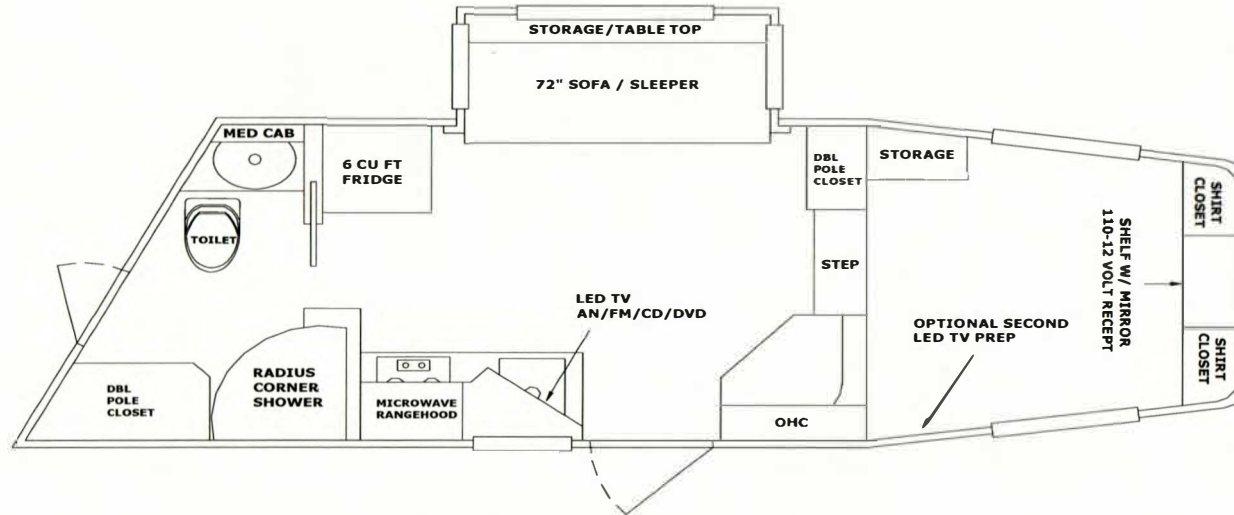 STORAGE/TABLE TOP
72" SOFA / SLEEPER
MED CAB
6 CU FT
FRIDGE
DBL
POLE
CLOSET
STORAGE
SHIRT
CLOSET
TOILET
STEP
SHELF W/ MIRROR
110-12 VOLT RECEPT
LED TV
AN/FM/CD/DVD
OPTIONAL SECOND
LED TV PREP
SHIRT
CLOSET
RADIUS
CORNER
SHOWER
DBL
POLE
CLOSET
MICROWAVE
RANGEHOOD
OHC